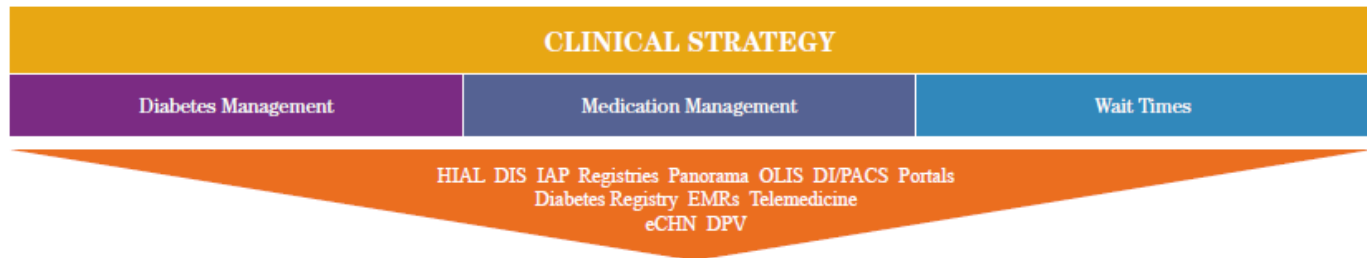 CLINICAL STRATEGY
Diabetes Management
Medication Management
Wait Times
HIAL DIS IAP Registries Panorama OLIS DI/PACS Portals
Diabetes Registry EMRs Telemedicine
eCHN DPV